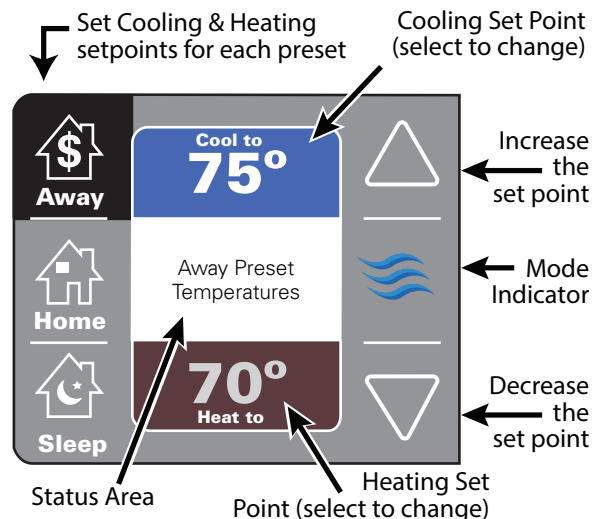 Set Cooling & Heating
setpoints for each preset
Cooling Set Point
(select to change)
$
Away
Cool to
75º
Increase
the
set point
Away Preset
Temperatures
Mode
Indicator
Home
70º
Heat to
Decrease
the
set point
Sleep
Status Area
Heating Set
Point (select to change)